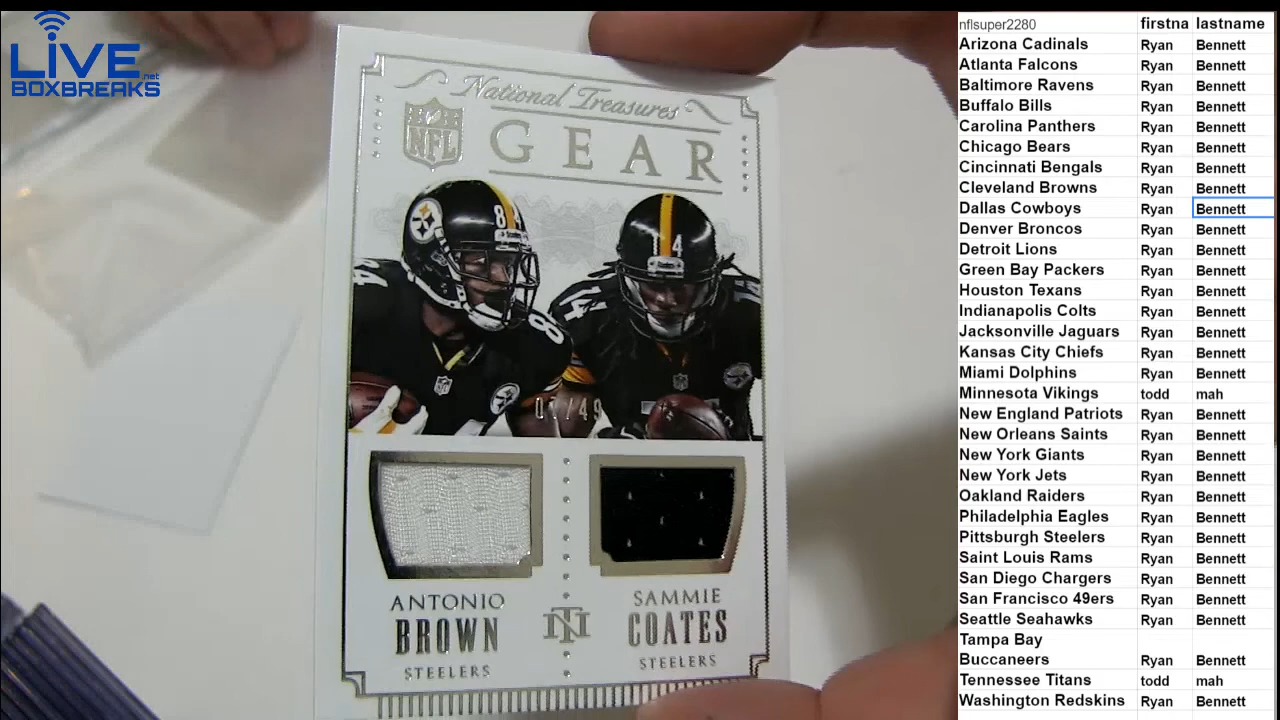 LIVE
.net
BOXBREAKS
National Treasures
NFL
GEAR
84
14
ANTONIO
BROWN
STEELERS
NT
SAMMIE
COATES
STEELERS
nflsuper2280 firstna lastname
Arizona Cadinals Ryan Bennett
Atlanta Falcons Ryan Bennett
Baltimore Ravens Ryan Bennett
Buffalo Bills Ryan Bennett
Carolina Panthers Ryan Bennett
Chicago Bears Ryan Bennett
Cincinnati Bengals Ryan Bennett
Cleveland Browns Ryan Bennett
Dallas Cowboys Ryan Bennett
Denver Broncos Ryan Bennett
Detroit Lions Ryan Bennett
Green Bay Packers Ryan Bennett
Houston Texans Ryan Bennett
Indianapolis Colts Ryan Bennett
Jacksonville Jaguars Ryan Bennett
Kansas City Chiefs Ryan Bennett
Miami Dolphins Ryan Bennett
Minnesota Vikings todd mah
New England Patriots Ryan Bennett
New Orleans Saints Ryan Bennett
New York Giants Ryan Bennett
New York Jets Ryan Bennett
Oakland Raiders Ryan Bennett
Philadelphia Eagles Ryan Bennett
Pittsburgh Steelers Ryan Bennett
Saint Louis Rams Ryan Bennett
San Diego Chargers Ryan Bennett
San Francisco 49ers Ryan Bennett
Seattle Seahawks Ryan Bennett
Tampa Bay
Buccaneers Ryan Bennett
Tennessee Titans todd mah
Washington Redskins Ryan Bennett